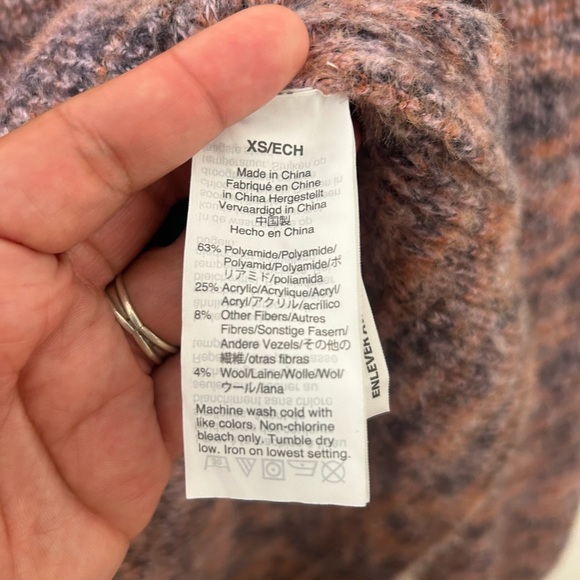 XS/ECH
Made in China
Fabriqué en Chine
in China Hergestellt
Vervaardigd in China
中国製
Hecho en China
63% Polyamide/Polyamide/
Polyamid/Polyamide/ポ
リアミド/poliamida
25% Acrylic/Acrylique/Acryl/
Acryl/アクリル/acrílico
8% Other Fibers/Autres
Fibres/Sonstige Fasern/
Andere Vezels/その他の
繊維/otras fibras
4% Wool/Laine/Wolle/Wol/
ウール/lana
Machine wash cold with
like colors. Non-chlorine
bleach only. Tumble dry
low. Iron on lowest setting.
ENLEVER